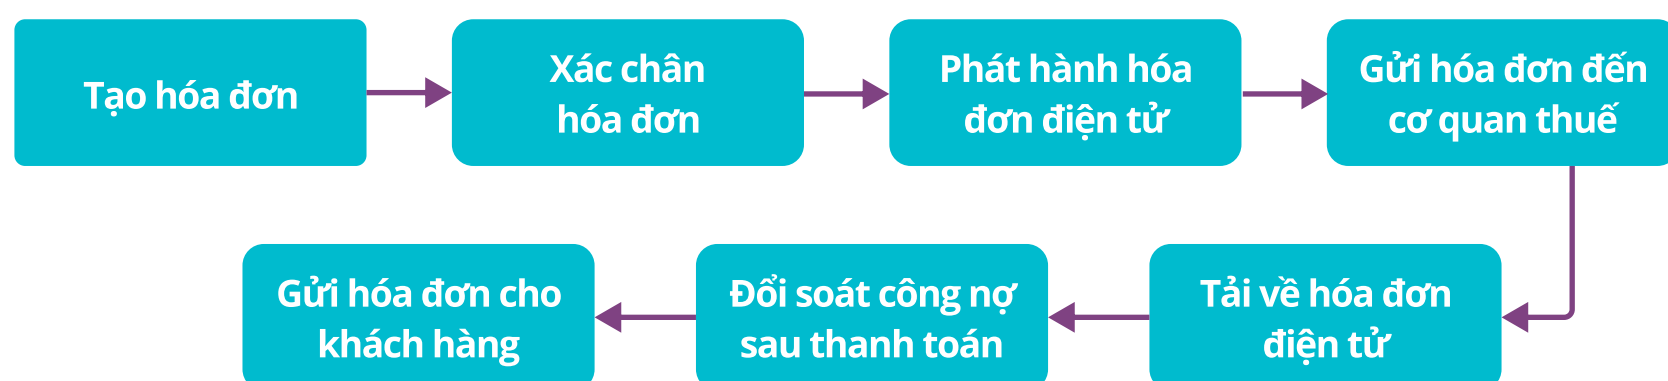 Tạo hóa đơn
Xác chân
hóa đơn
Phát hành hóa
đơn điện tử
Gửi hóa đơn đến
cơ quan thuế
Tải về hóa đơn
điện tử
Đổi soát công nợ
sau thanh toán
Gửi hóa đơn cho
khách hàng